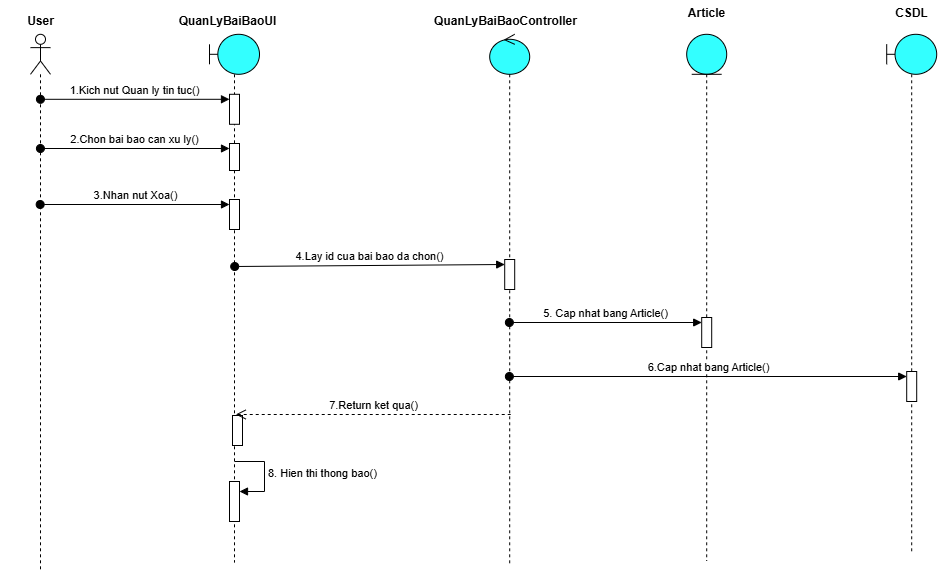 User
QuanLyBaiBaoUI
QuanLyBaiBaoController
Article
CSDL
1.Kich nut Quan ly tin tuc()
2.Chon bai bao can xu ly()
3.Nhan nut Xoa()
4.Lay id cua bai bao da chon()
5. Cap nhat bang Article()
6.Cap nhat bang Article()
7.Return ket qua()
8. Hien thi thong bao()